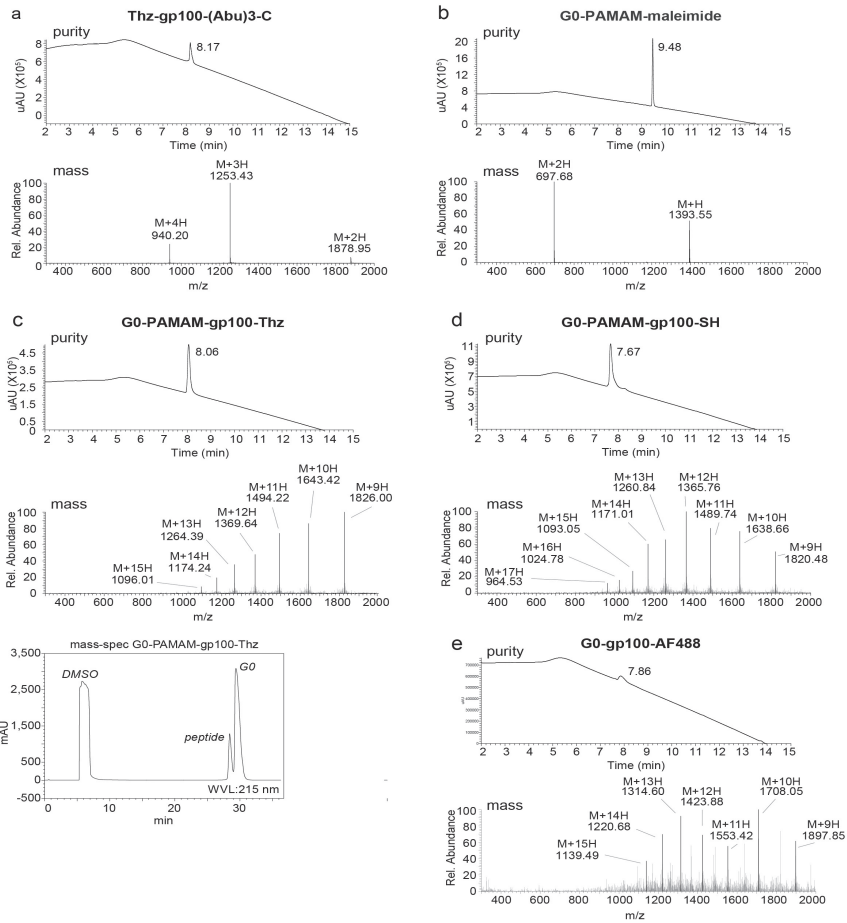 a
Thz-gp100-(Abu)3-C
purity
8.17
8
6
4
2
0
uAU (X10⁵)
2 3 4 5 6 7 8 9 10 11 12 13 14 15
Time (min)
mass
M+3H
1253.43
M+4H
940.20
M+2H
1878.95
100
80
60
40
20
0
Rel. Abundance
400 600 800 1000 1200 1400 1600 1800 2000
m/z
b
G0-PAMAM-maleimide
purity
9.48
20
16
12
8
4
0
uAU (X10⁵)
2 3 4 5 6 7 8 9 10 11 12 13 14 15
Time (min)
mass
M+2H
697.68
M+H
1393.55
100
80
60
40
20
0
Rel. Abundance
400 600 800 1000 1200 1400 1600 1800 2000
m/z
c
G0-PAMAM-gp100-Thz
purity
8.06
4.5
3.5
2.5
1.5
0.5
0
uAU (X10⁵)
2 3 4 5 6 7 8 9 10 11 12 13 14 15
Time (min)
mass
M+10H
1643.42
M+11H
1494.22
M+9H
1826.00
M+12H
1369.64
M+13H
1264.39
M+14H
1174.24
M+15H
1096.01
100
80
60
40
20
0
Rel. Abundance
400 600 800 1000 1200 1400 1600 1800 2000
m/z
mass-spec G0-PAMAM-gp100-Thz
3,500
2,500
1,500
500
0
-500
mAU
DMSO
G0
peptide
WVL:215 nm
0 10 20 30
min
d
G0-PAMAM-gp100-SH
purity
7.67
11
9
7
5
3
1
uAU (X10⁵)
2 3 4 5 6 7 8 9 10 11 12 13 14 15
Time (min)
mass
M+13H
1260.84
M+12H
1365.76
M+14H
1171.01
M+11H
1489.74
M+15H
1093.05
M+10H
1638.66
M+16H
1024.78
M+9H
1820.48
M+17H
964.53
100
80
60
40
20
0
Rel. Abundance
400 600 800 1000 1200 1400 1600 1800 2000
m/z
e
G0-gp100-AF488
purity
7.86
700000
600000
500000
400000
300000
200000
100000
0
uAU
2 3 4 5 6 7 8 9 10 11 12 13 14 15
Time (min)
mass
M+13H
1314.60
M+12H
1423.88
M+10H
1708.05
M+14H
1220.68
M+11H
1553.42
M+9H
1897.85
M+15H
1139.49
100
80
60
40
20
0
Rel. Abundance
400 600 800 1000 1200 1400 1600 1800 2000
m/z